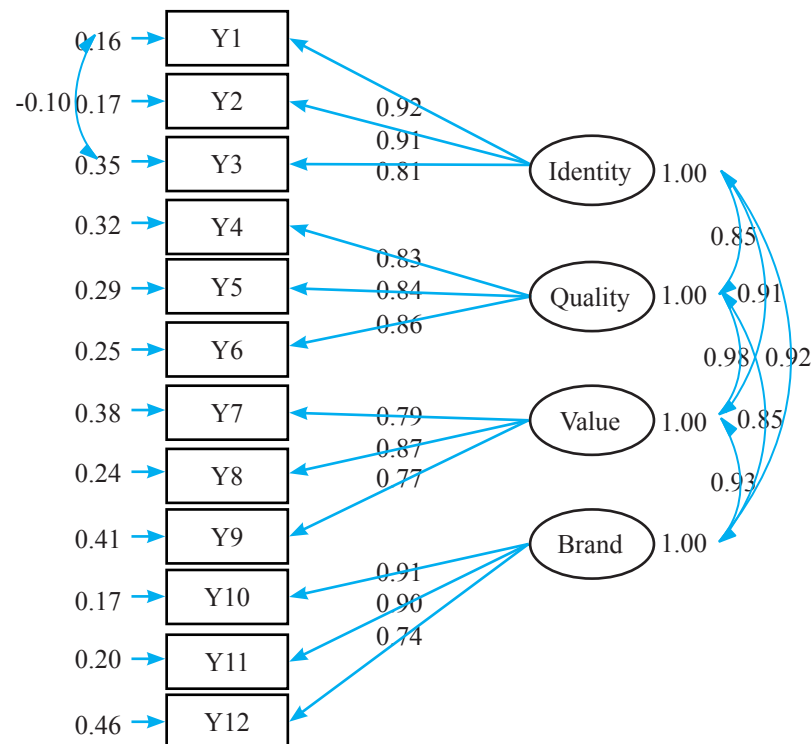 0.16 Y1
-0.10 0.17 Y2 0.92
0.91
0.35 Y3 0.81 Identity 1.00
0.32 Y4 0.85
0.83
0.29 Y5 0.84 Quality 1.00 0.91
0.86
0.25 Y6 0.98 0.92
0.38 Y7 0.79 Value 1.00 0.85
0.87
0.24 Y8 0.77 0.93
0.41 Y9 Brand 1.00
0.91
0.17 Y10 0.90
0.74
0.20 Y11
0.46 Y12